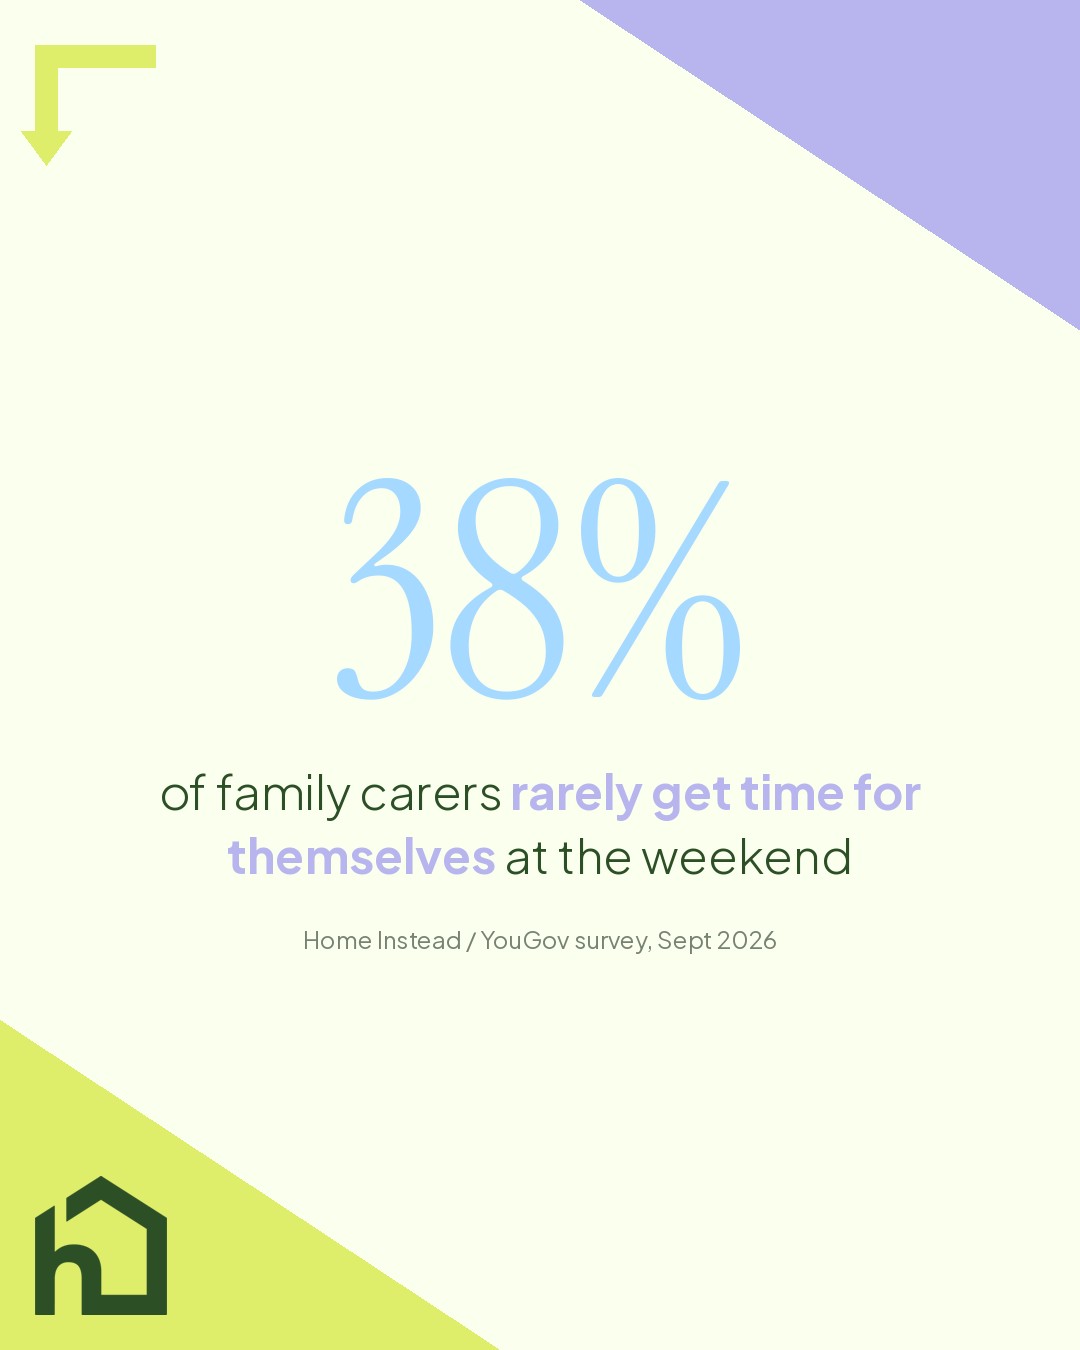 38%
of family carers rarely get time for
themselves at the weekend
Home Instead / YouGov survey, Sept 2026
h